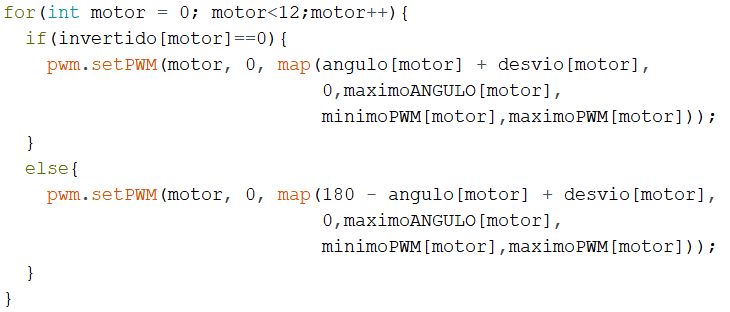 for(int motor = 0; motor<12;motor++){
  if(invertido[motor]==0){
    pwm.setPWM(motor, 0, map(angulo[motor] + desvio[motor],
                             0,maximoANGULO[motor],
                             minimoPWM[motor],maximoPWM[motor]));
  }
  else{
    pwm.setPWM(motor, 0, map(180 - angulo[motor] + desvio[motor],
                             0,maximoANGULO[motor],
                             minimoPWM[motor],maximoPWM[motor]));
  }
}